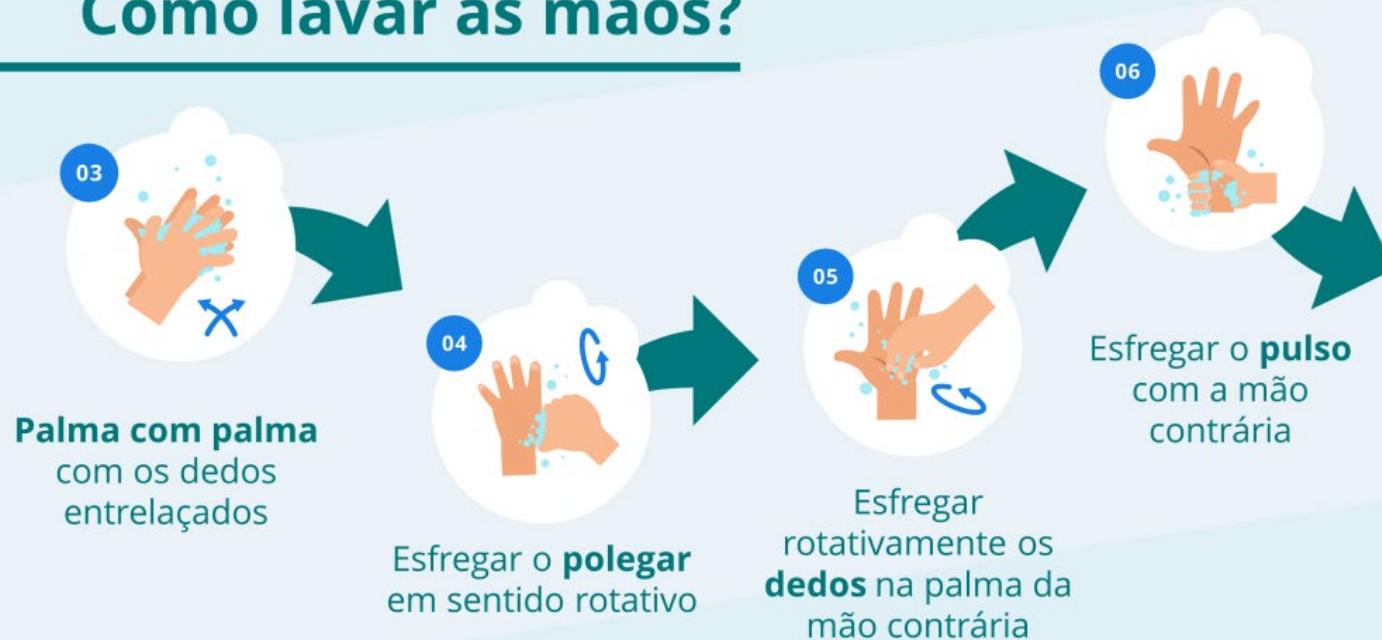 Como lavar as mãos?
03
Palma com palma
com os dedos
entrelaçados
04
Esfregar o polegar
em sentido rotativo
05
Esfregar
rotativamente os
dedos na palma da
mão contrária
06
Esfregar o pulso
com a mão
contrária